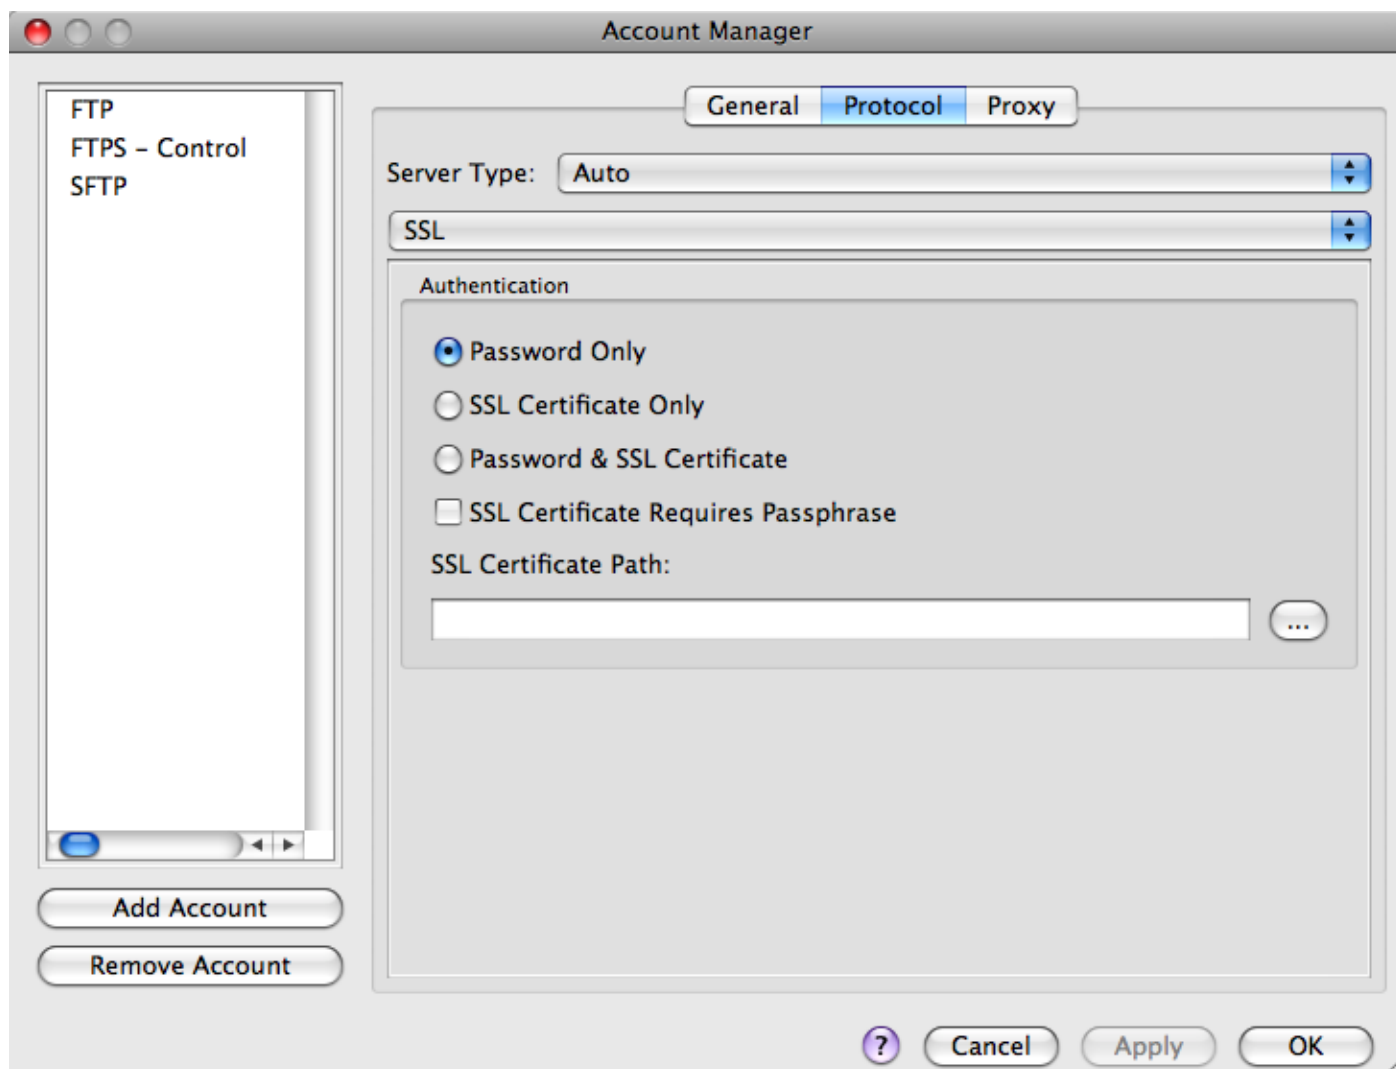 Account Manager
FTP
FTPS – Control
SFTP
General Protocol Proxy
Server Type: Auto
SSL
Authentication
Password Only
SSL Certificate Only
Password & SSL Certificate
SSL Certificate Requires Passphrase
SSL Certificate Path:
...
Add Account
Remove Account
? Cancel Apply OK